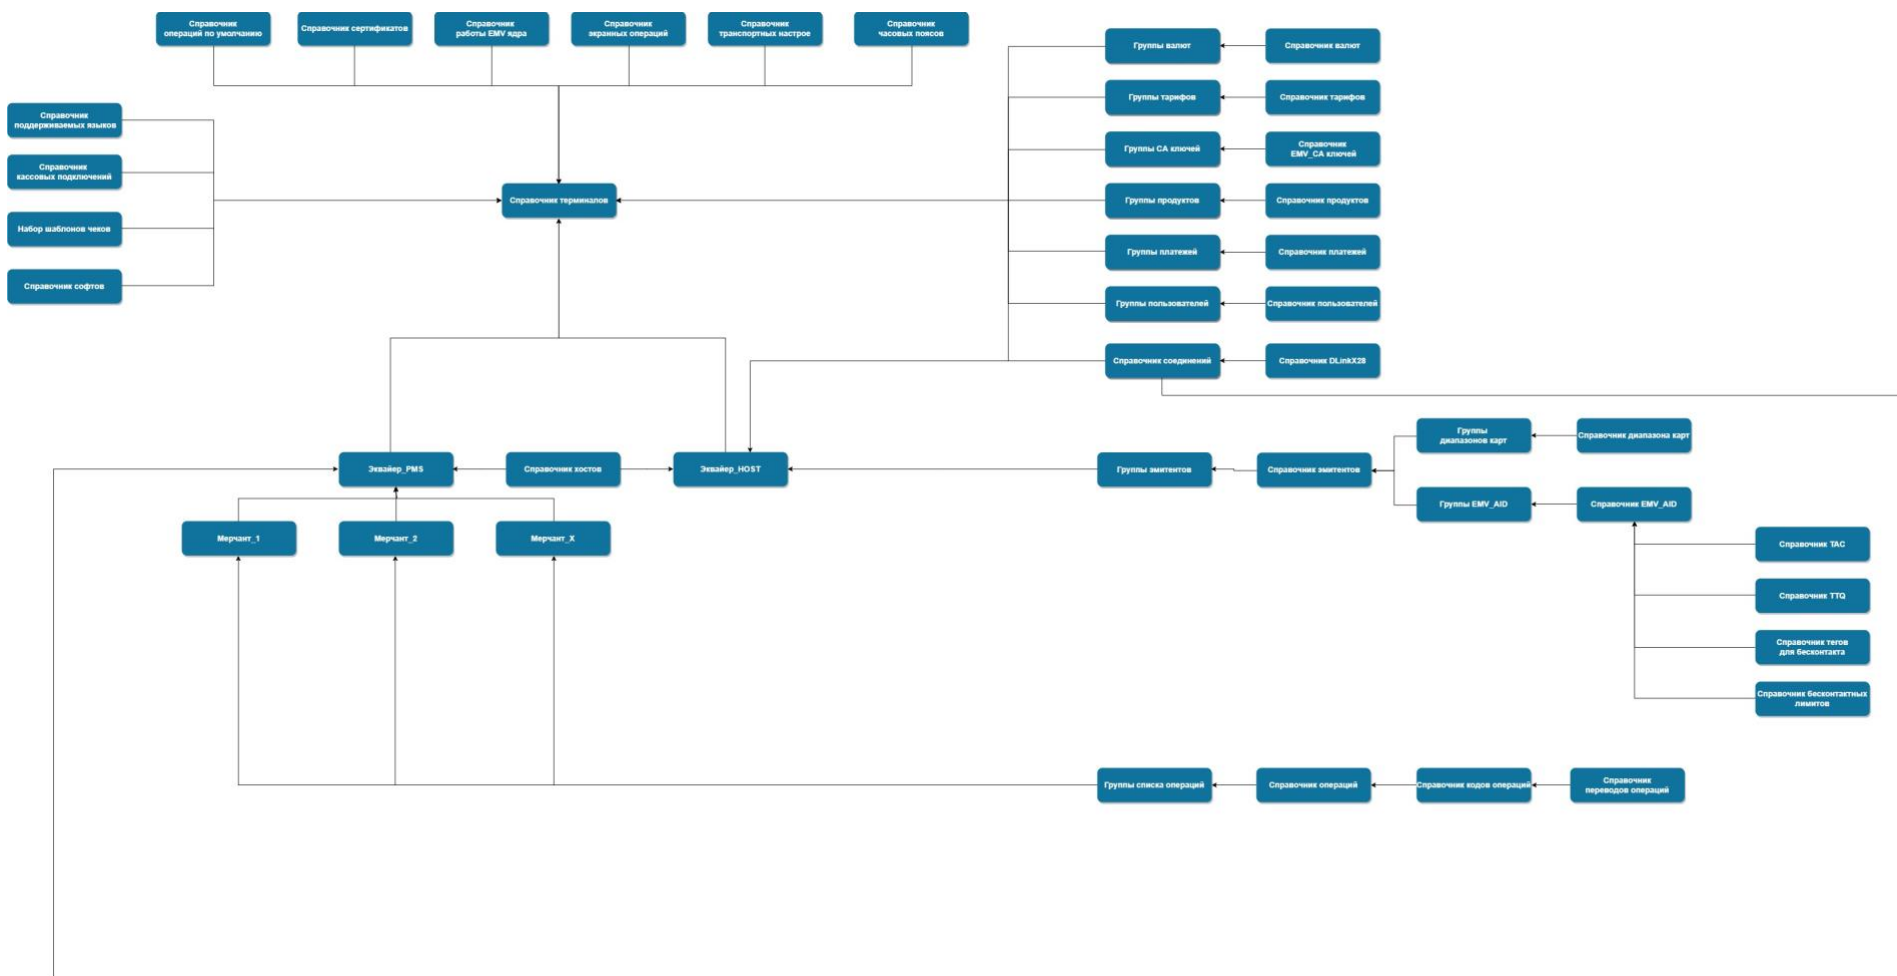 Справочник
операций по умолчанию
Справочник сертификатов
Справочник
работы EMV ядра
Справочник
экранных операций
Справочник
транспортных настрое
Справочник
часовых поясов
Группы валют
Справочник валют
Группы тарифов
Справочник тарифов
Справочник
поддерживаемых языков
Группы CA ключей
Справочник
EMV_CA ключей
Справочник
кассовых подключений
Справочник терминалов
Группы продуктов
Справочник продуктов
Набор шаблонов чеков
Группы платежей
Справочник платежей
Справочник софтов
Группы пользователей
Справочник пользователей
Справочник соединений
Справочник DLinkX28
Группы
диапазонов карт
Справочник диапазона карт
Эквайер_PMS
Справочник хостов
Эквайер_HOST
Группы эмитентов
Справочник эмитентов
Группы EMV_AID
Справочник EMV_AID
Мерчант_1
Мерчант_2
Мерчант_X
Справочник TAC
Справочник TTQ
Справочник тегов
для бесконтакта
Справочник бесконтактных
лимитов
Группы списка операций
Справочник операций
Справочник кодов операций
Справочник
переводов операций